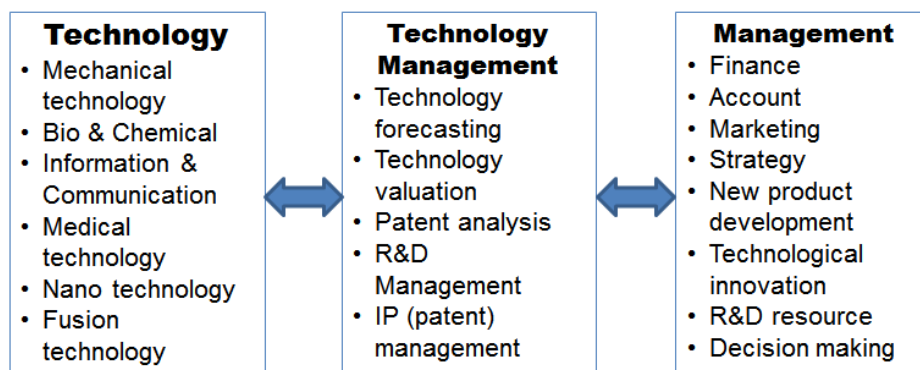 Technology
• Mechanical
technology
• Bio & Chemical
• Information &
Communication
• Medical
technology
• Nano technology
• Fusion
technology
Technology
Management
• Technology
forecasting
• Technology
valuation
• Patent analysis
• R&D
Management
• IP (patent)
management
Management
• Finance
• Account
• Marketing
• Strategy
• New product
development
• Technological
innovation
• R&D resource
• Decision making